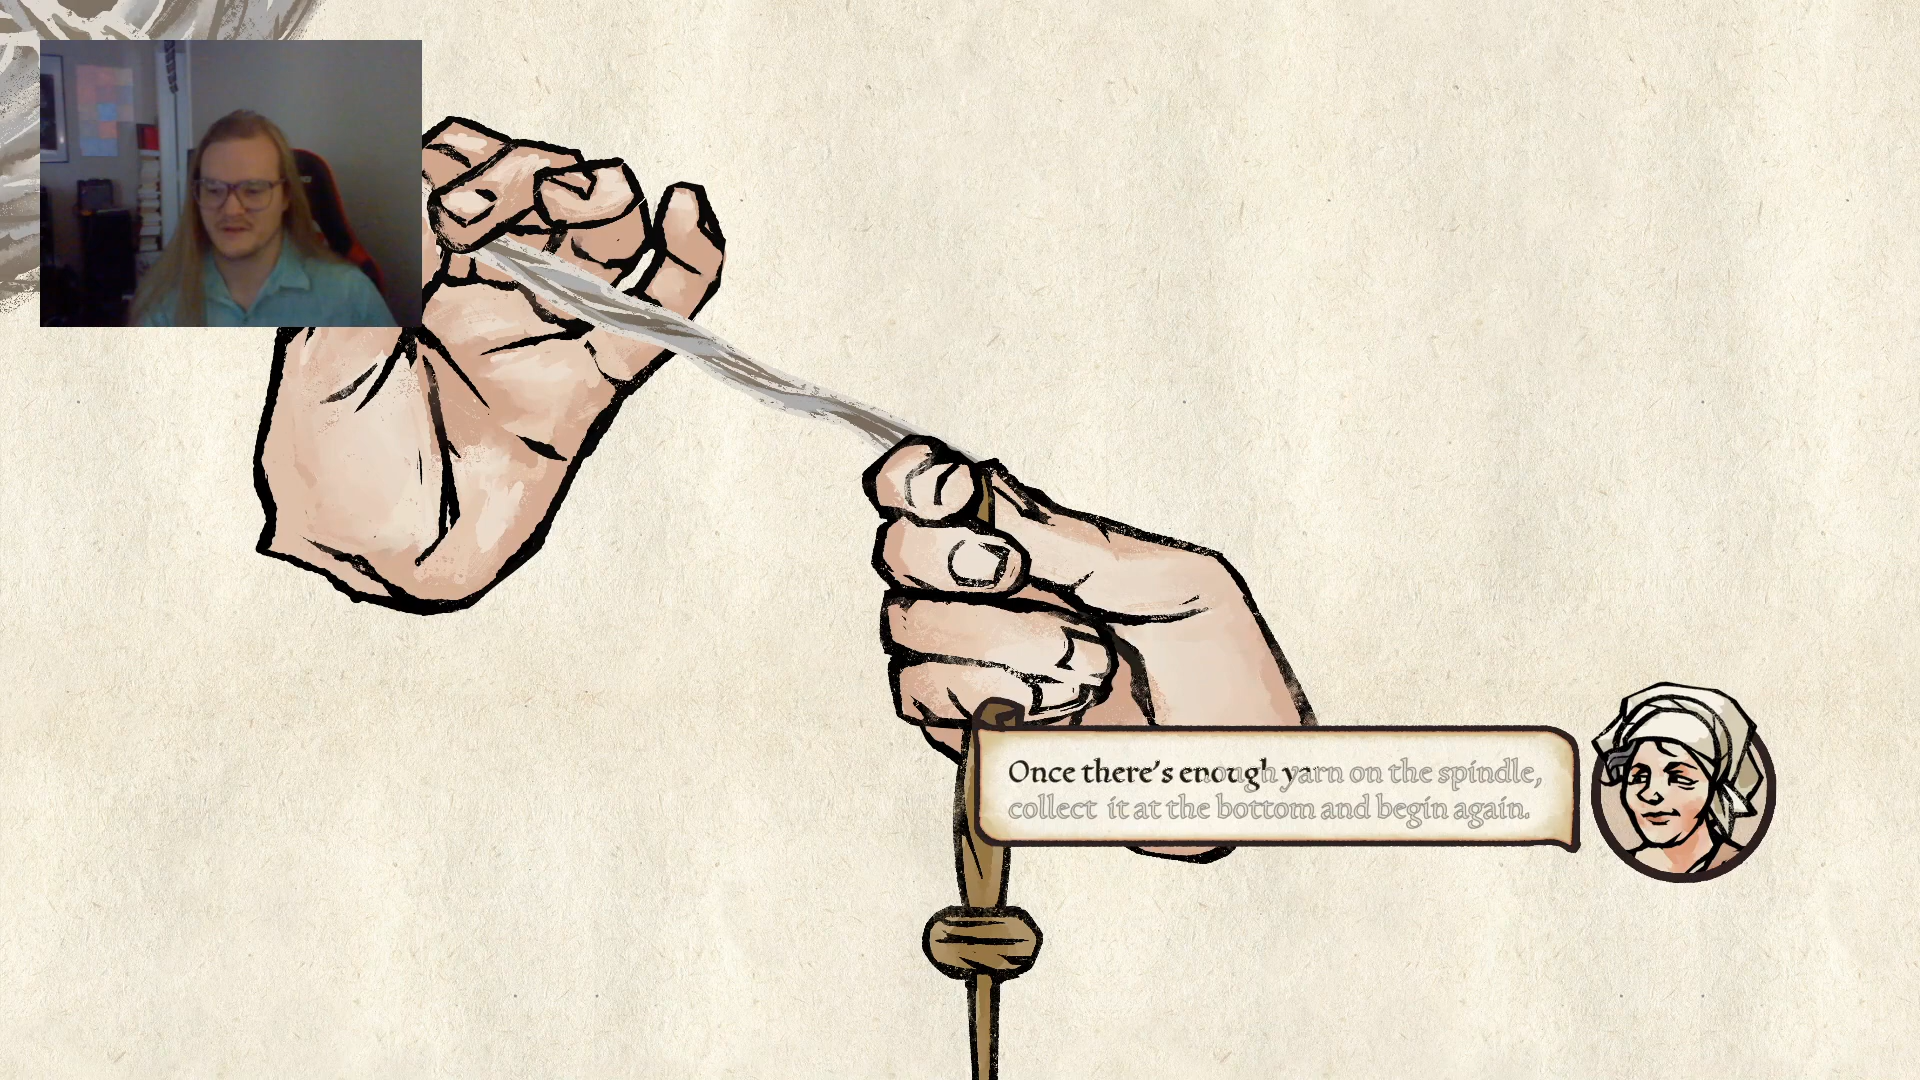 Once there's enough yarn on the spindle,
collect it at the bottom and begin again.